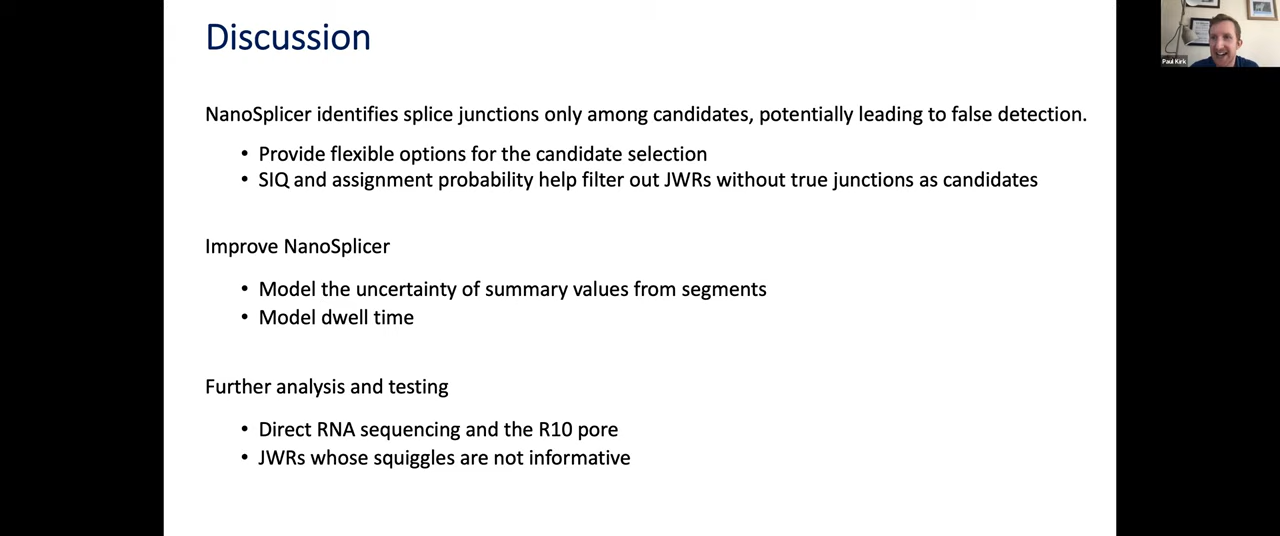 Discussion
NanoSplicer identifies splice junctions only among candidates, potentially leading to false detection.
• Provide flexible options for the candidate selection
• SIQ and assignment probability help filter out JWRs without true junctions as candidates
Improve NanoSplicer
• Model the uncertainty of summary values from segments
• Model dwell time
Further analysis and testing
• Direct RNA sequencing and the R10 pore
• JWRs whose squiggles are not informative
Paul Kirk